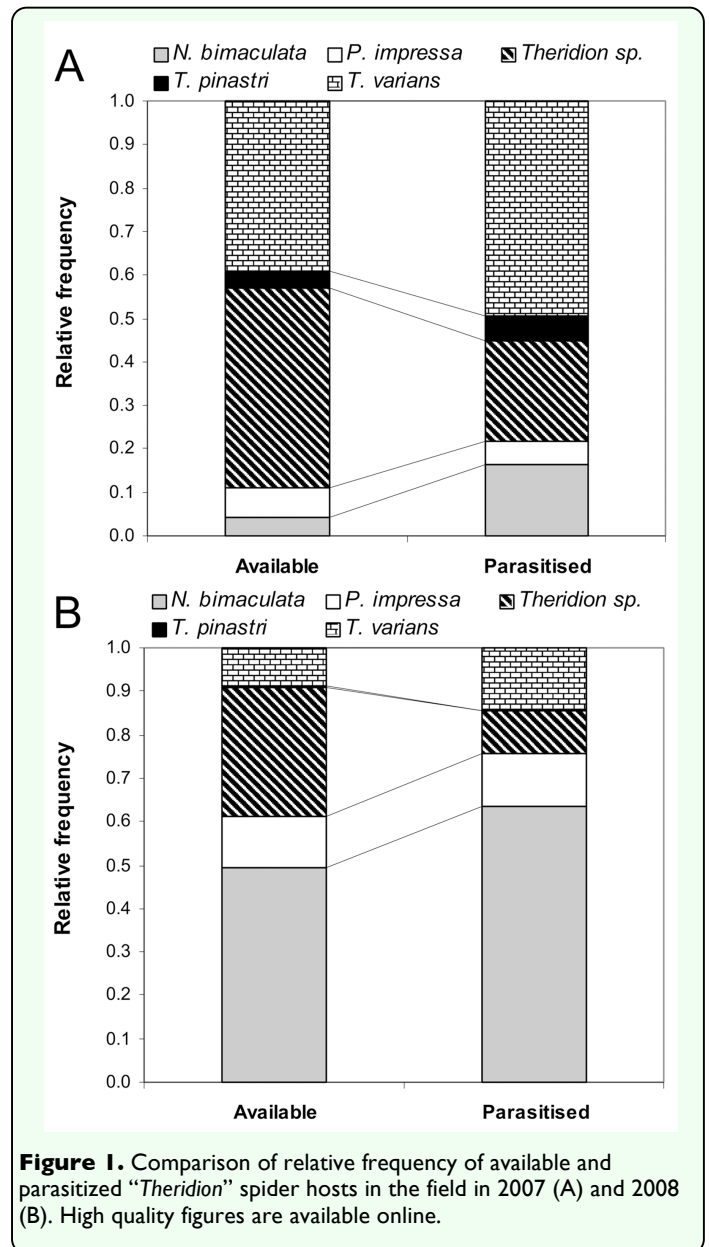 A
N. bimaculata P. impressa Theridion sp.
T. pinastri T. varians
1.0
0.9
0.8
0.7
0.6
0.5
0.4
0.3
0.2
0.1
0.0
Relative frequency
Available Parasitised
B
N. bimaculata P. impressa Theridion sp.
T. pinastri T. varians
1.0
0.9
0.8
0.7
0.6
0.5
0.4
0.3
0.2
0.1
0.0
Relative frequency
Available Parasitised
Figure 1. Comparison of relative frequency of available and
parasitized “Theridion” spider hosts in the field in 2007 (A) and 2008
(B). High quality figures are available online.